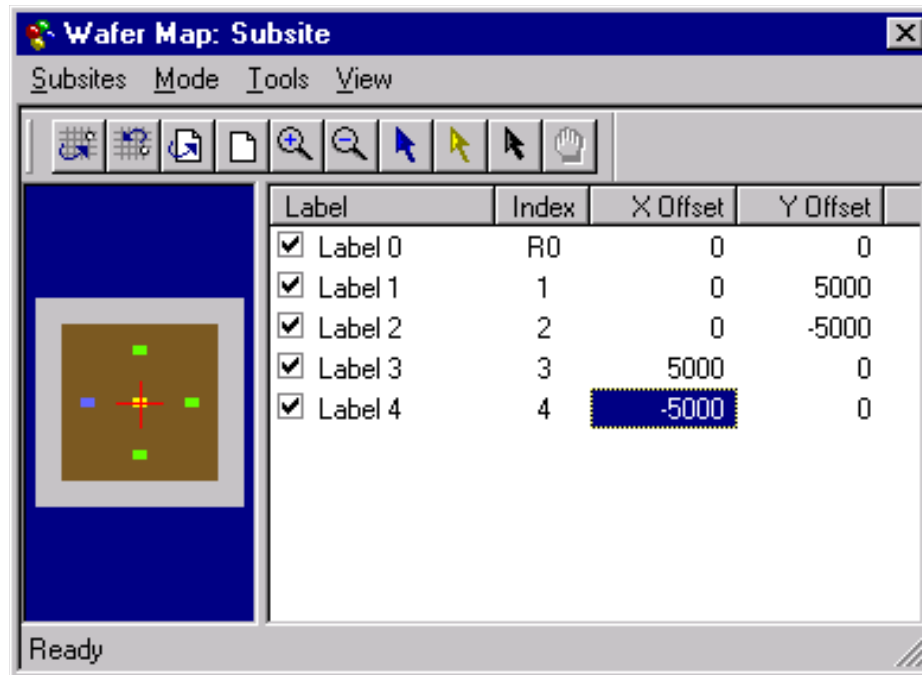 Wafer Map: Subsite
Subsites Mode Tools View
Label Index X Offset Y Offset
Label 0 R0 0 0
Label 1 1 0 5000
Label 2 2 0 -5000
Label 3 3 5000 0
Label 4 4 -5000 0
Ready